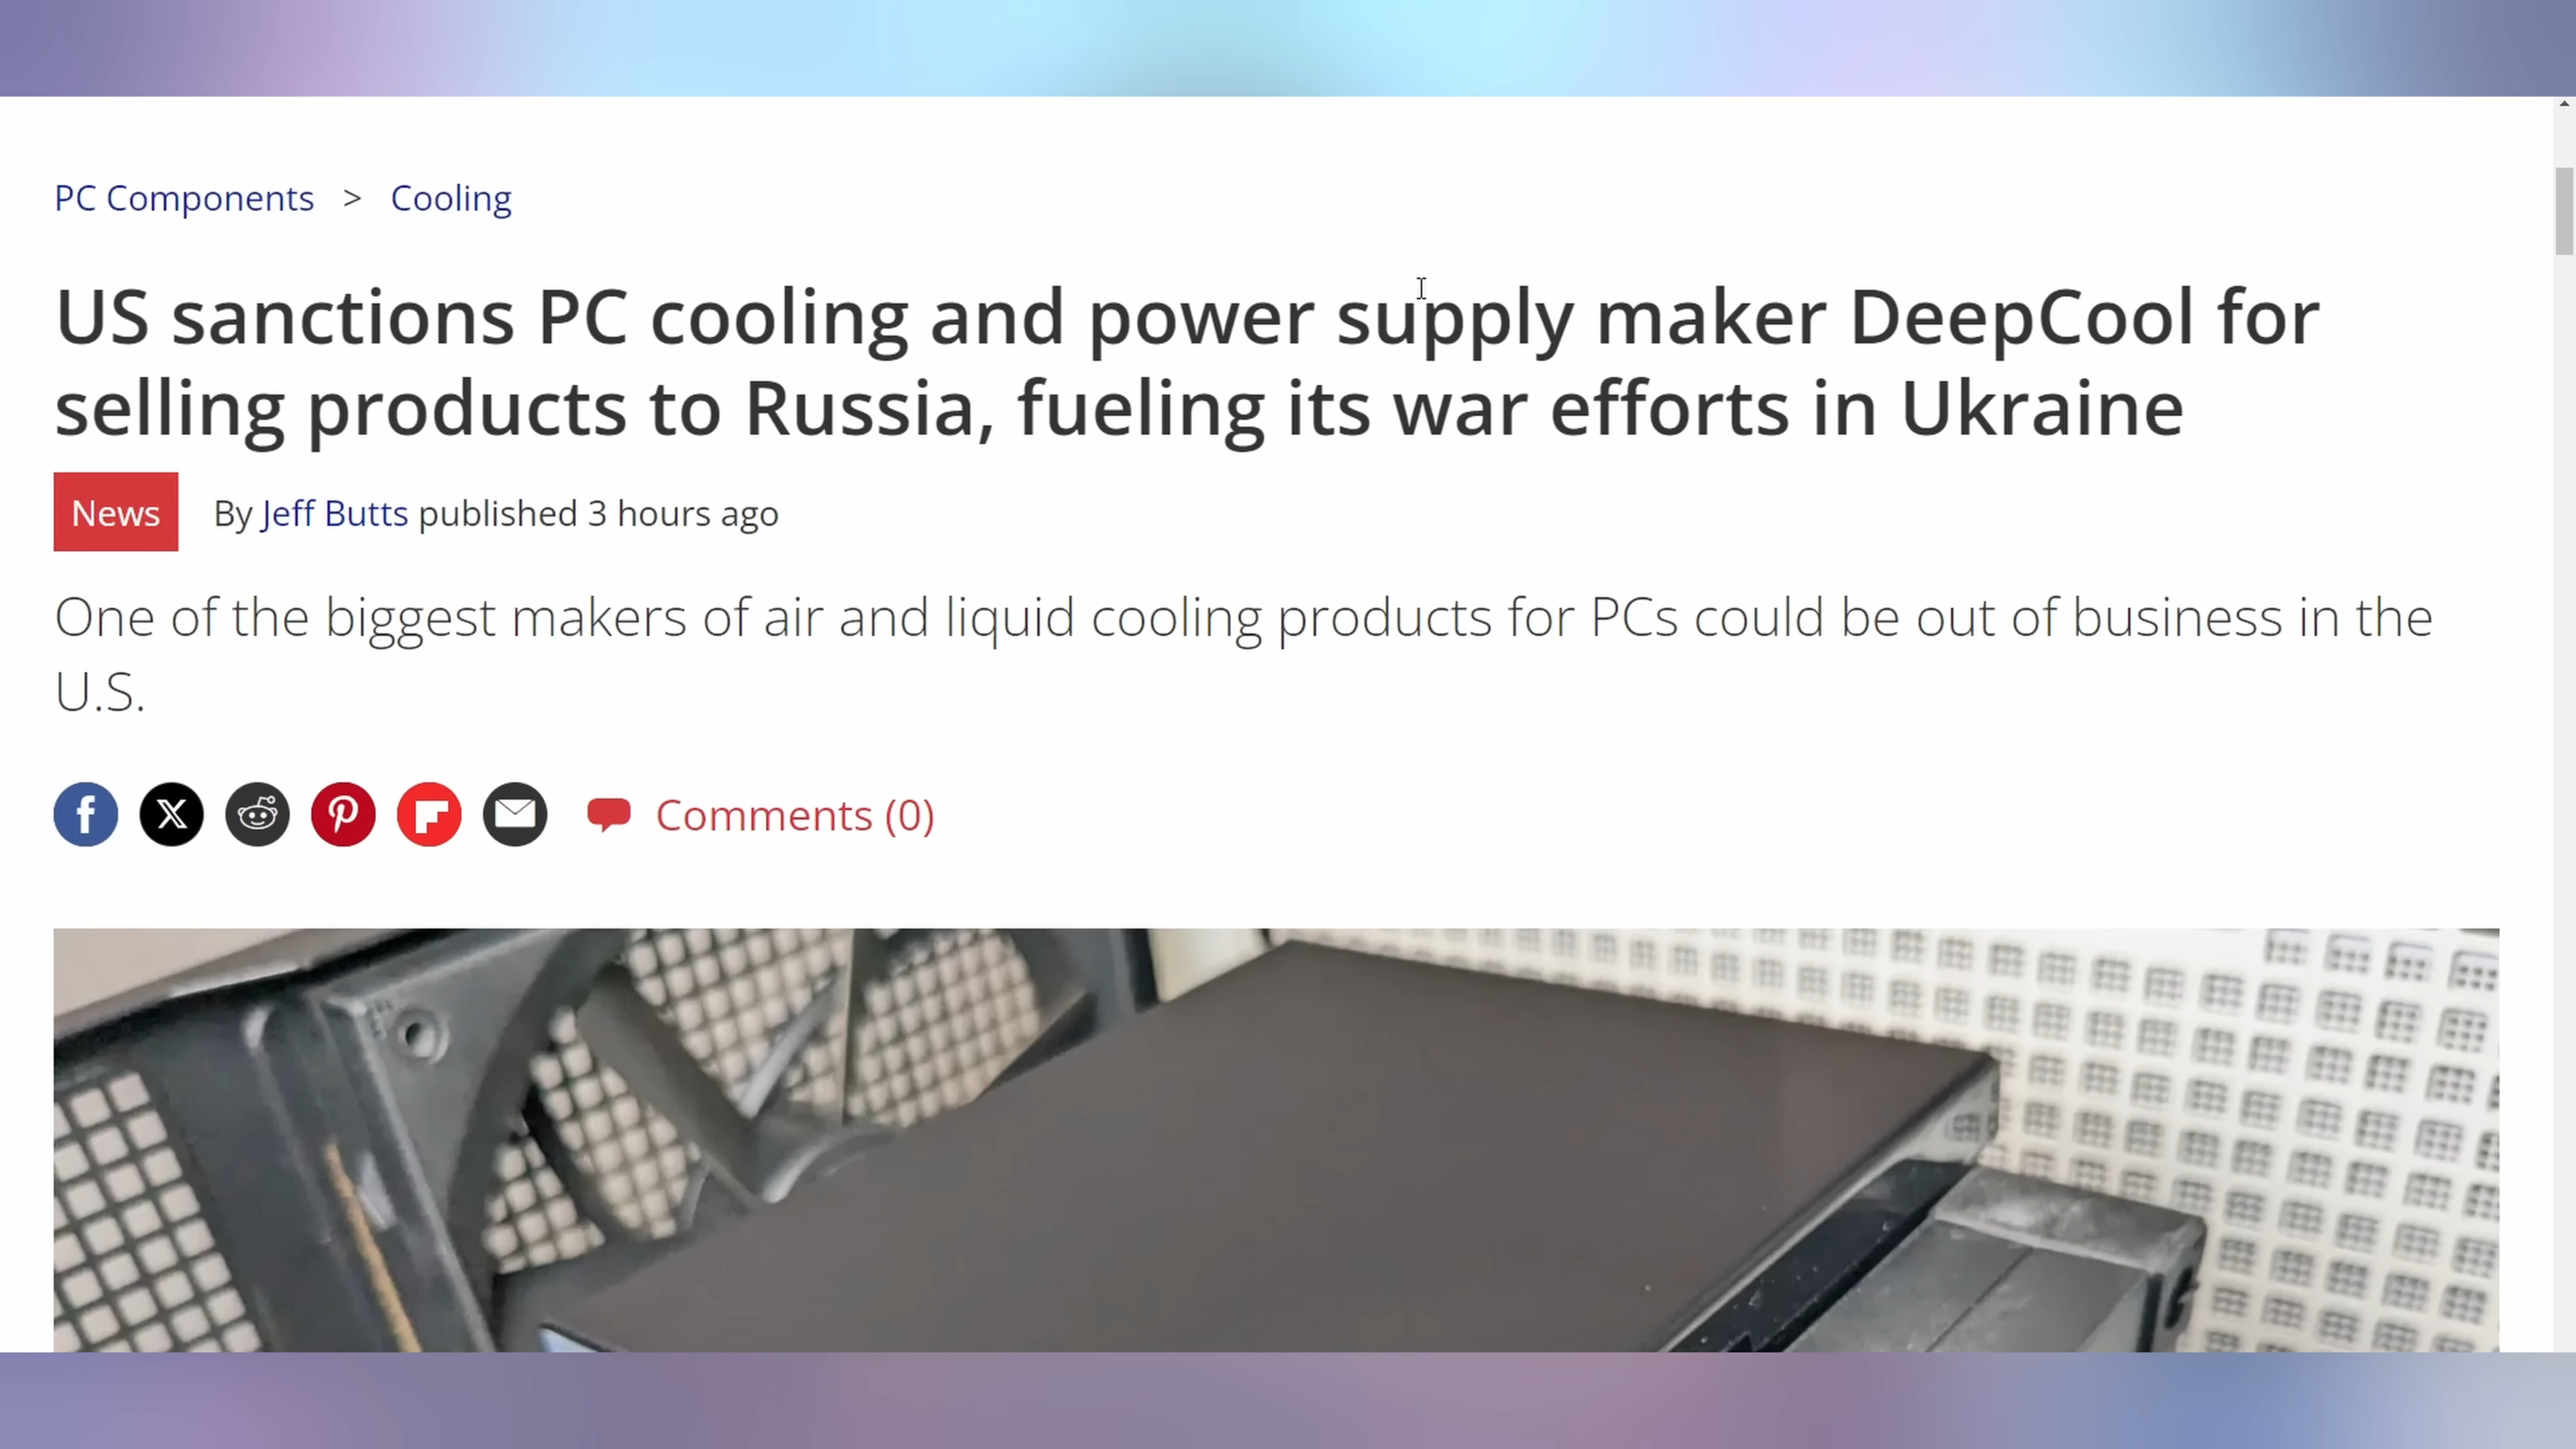 PC Components > Cooling
US sanctions PC cooling and power supply maker DeepCool for
selling products to Russia, fueling its war efforts in Ukraine
News By Jeff Butts published 3 hours ago
One of the biggest makers of air and liquid cooling products for PCs could be out of business in the
U.S.
Comments (0)